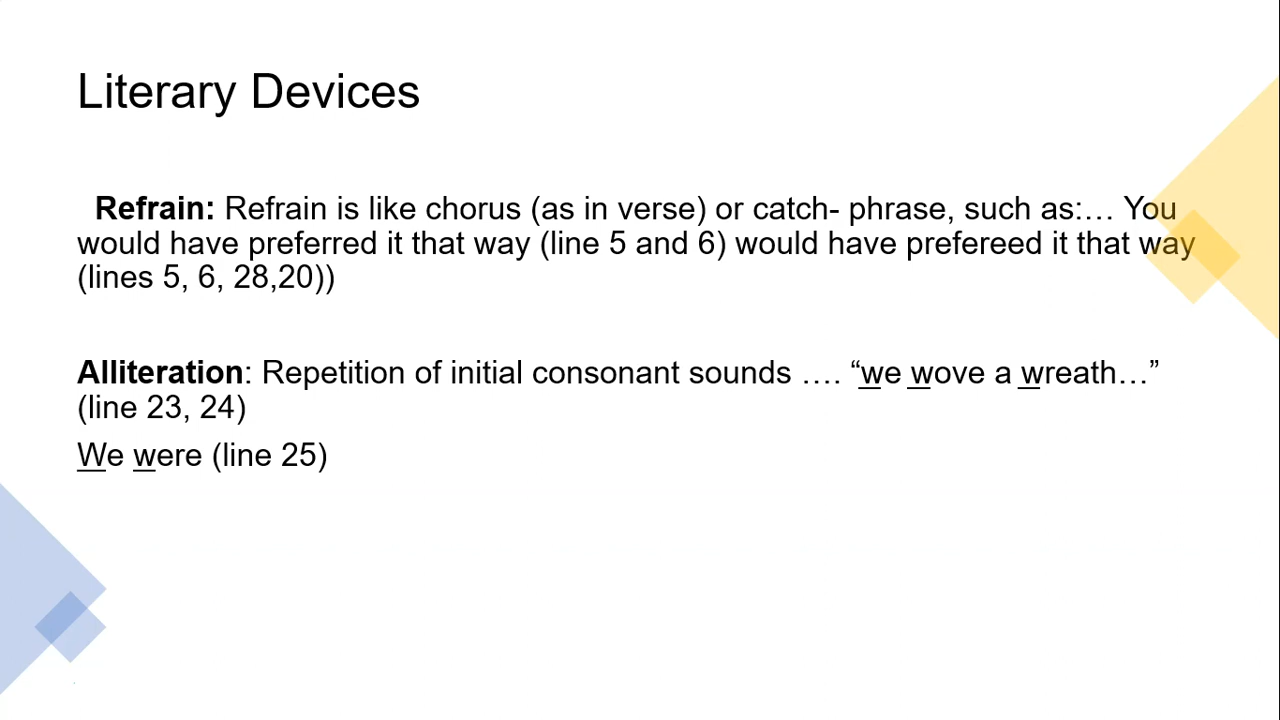 Literary Devices
Refrain: Refrain is like chorus (as in verse) or catch- phrase, such as:… You
would have preferred it that way (line 5 and 6) would have prefereed it that way
(lines 5, 6, 28,20))
Alliteration: Repetition of initial consonant sounds …. “we wove a wreath…”
(line 23, 24)
We were (line 25)